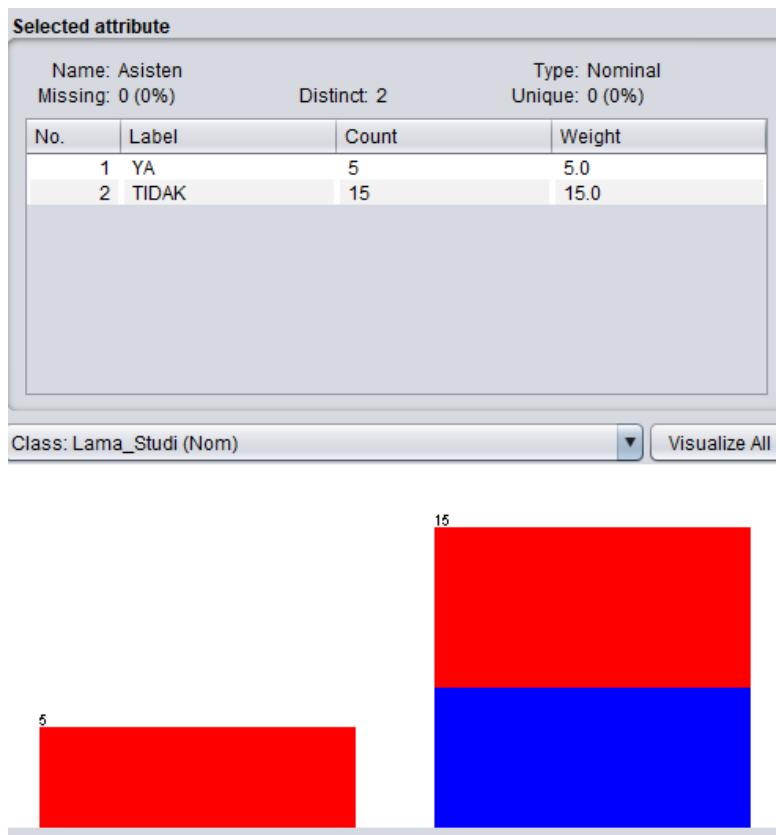 Selected attribute
Name: Asisten Type: Nominal
Missing: 0 (0%) Distinct: 2 Unique: 0 (0%)
No. Label Count Weight
1 YA 5 5.0
2 TIDAK 15 15.0
Class: Lama_Studi (Nom) Visualize All
15
5